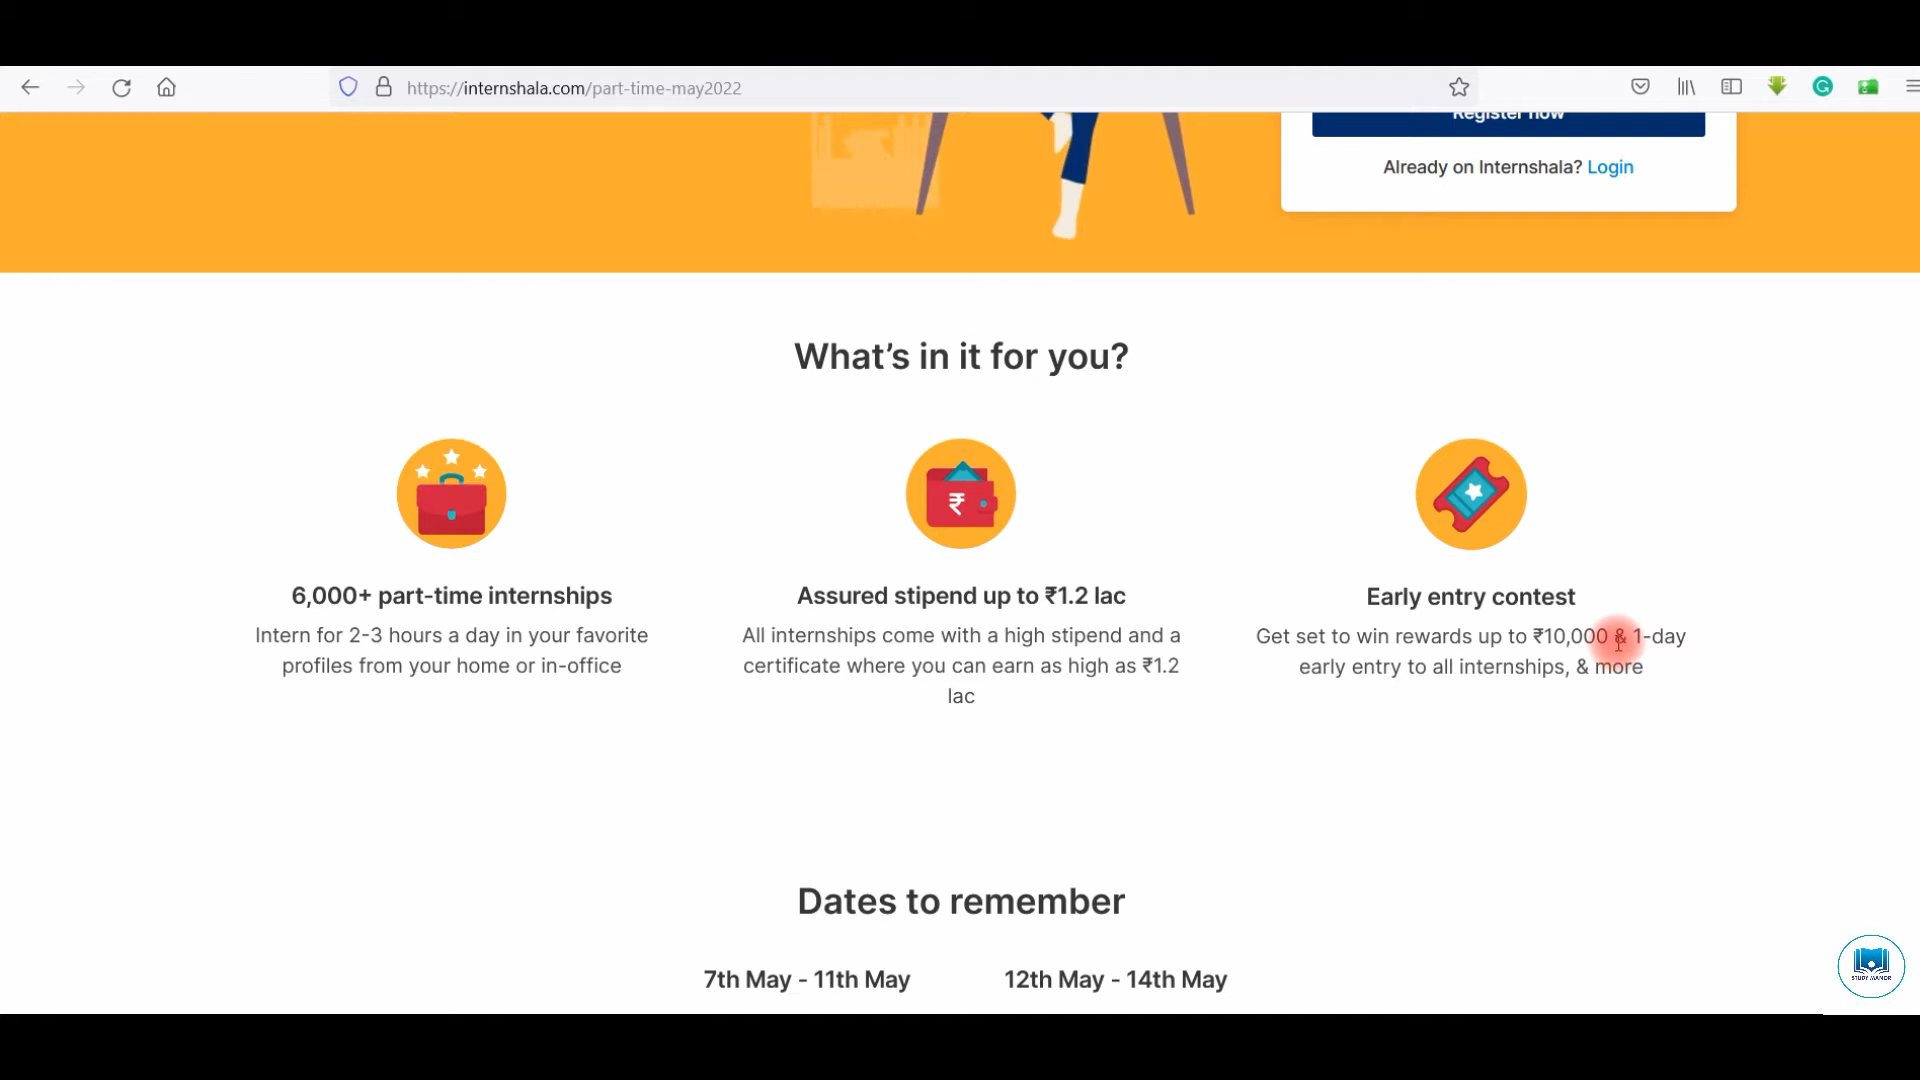 https://internshala.com/part-time-may2022
Register now
Already on Internshala? Login
What’s in it for you?
6,000+ part-time internships
Intern for 2-3 hours a day in your favorite
profiles from your home or in-office
Assured stipend up to ₹1.2 lac
All internships come with a high stipend and a
certificate where you can earn as high as ₹1.2
lac
Early entry contest
Get set to win rewards up to ₹10,000 & 1-day
early entry to all internships, & more
Dates to remember
7th May - 11th May
12th May - 14th May
STUDY MANOR